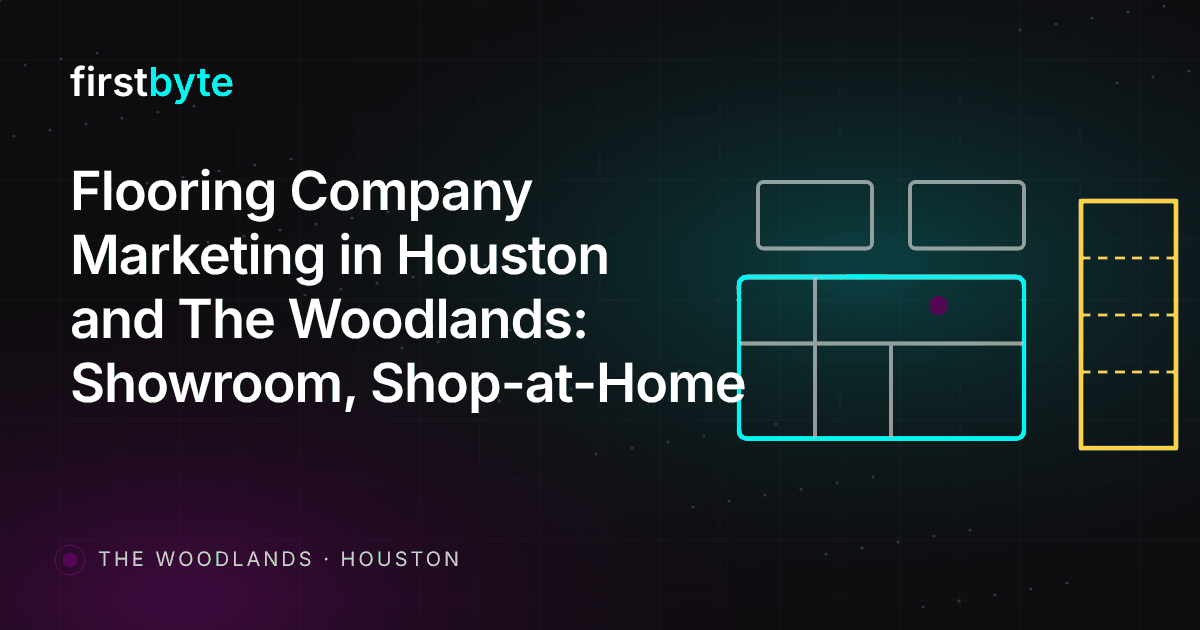 firstbyte
Flooring Company
Marketing in Houston
and The Woodlands:
Showroom, Shop-at-Home
THE WOODLANDS · HOUSTON